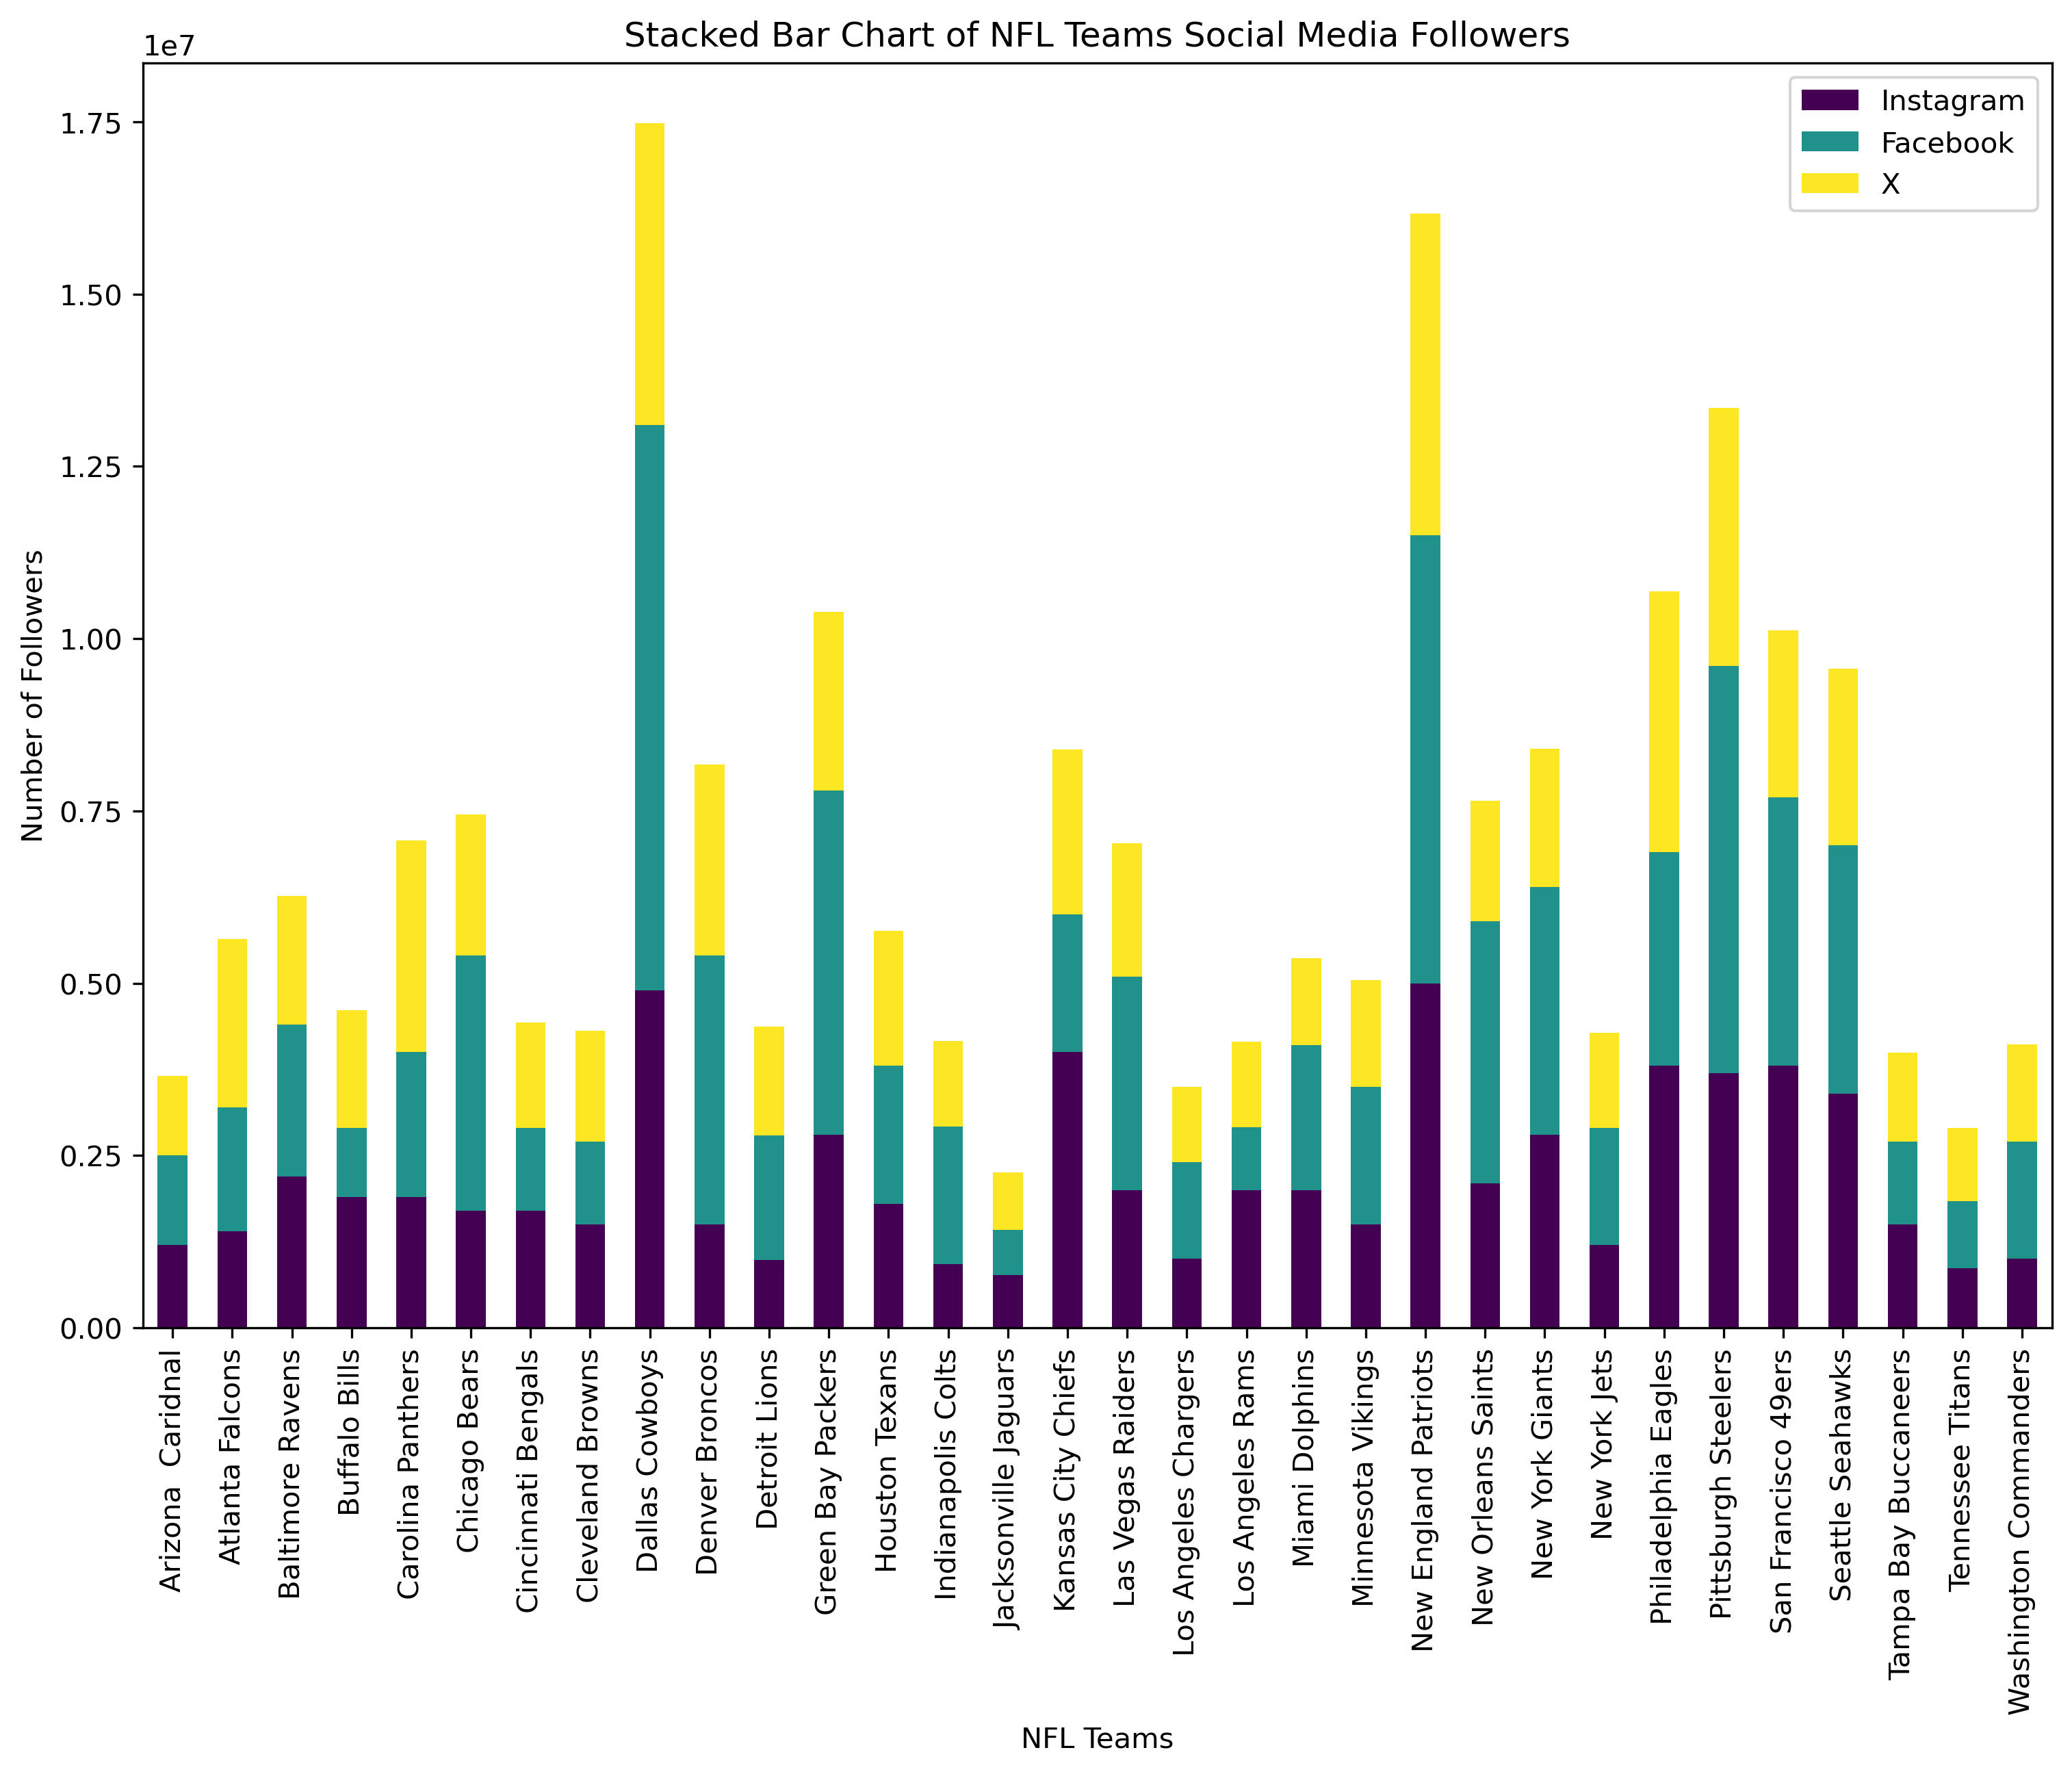 Stacked Bar Chart of NFL Teams Social Media Followers
1e7
1.75
1.50
1.25
1.00
0.75
0.50
0.25
0.00
Number of Followers
Instagram
Facebook
X
Arizona  Caridnal
Atlanta Falcons
Baltimore Ravens
Buffalo Bills
Carolina Panthers
Chicago Bears
Cincinnati Bengals
Cleveland Browns
Dallas Cowboys
Denver Broncos
Detroit Lions
Green Bay Packers
Houston Texans
Indianapolis Colts
Jacksonville Jaguars
Kansas City Chiefs
Las Vegas Raiders
Los Angeles Chargers
Los Angeles Rams
Miami Dolphins
Minnesota Vikings
New England Patriots
New Orleans Saints
New York Giants
New York Jets
Philadelphia Eagles
Pittsburgh Steelers
San Francisco 49ers
Seattle Seahawks
Tampa Bay Buccaneers
Tennessee Titans
Washington Commanders
NFL Teams